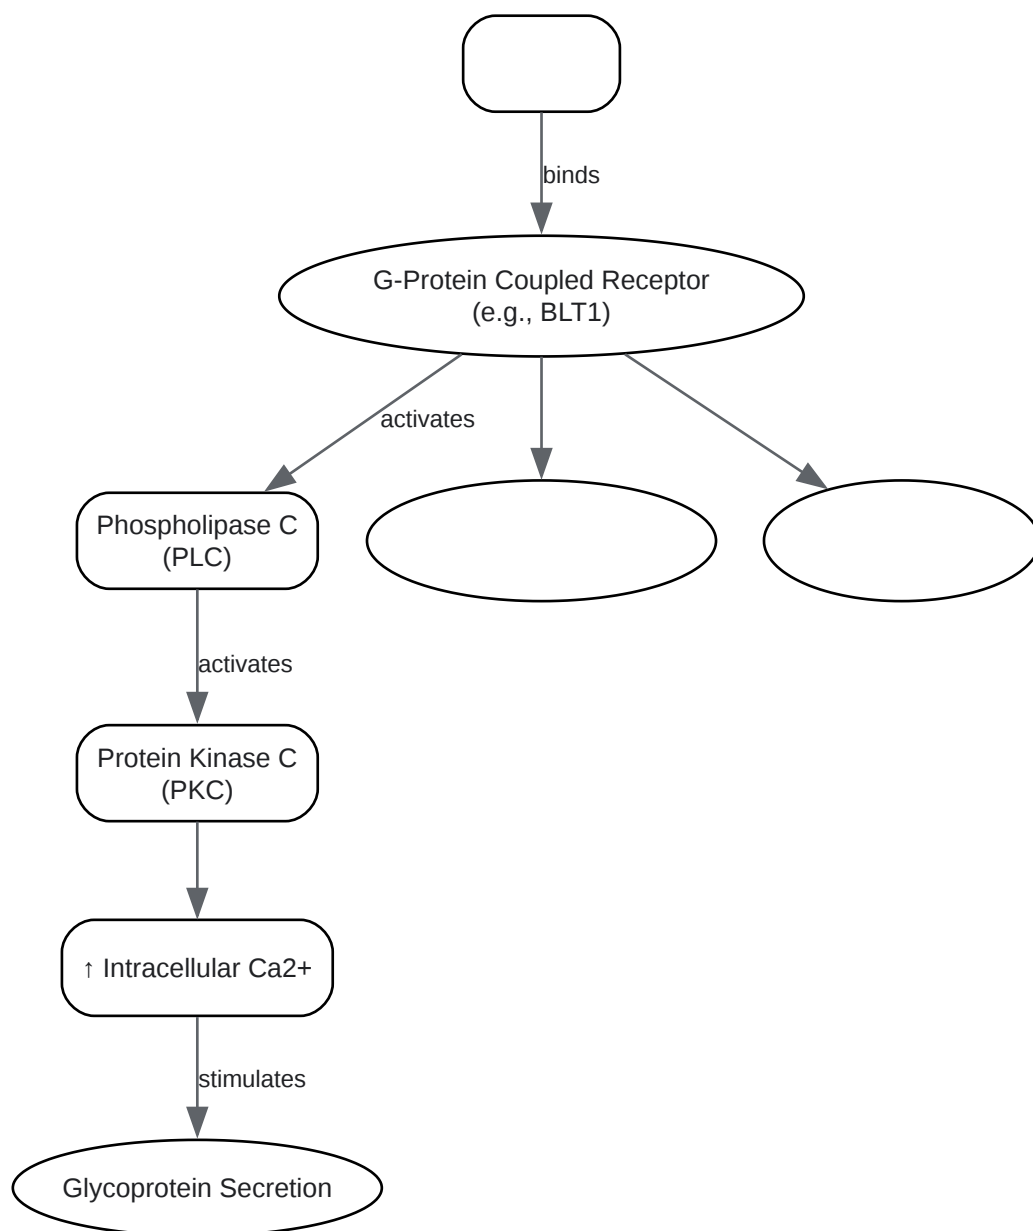 binds
G-Protein Coupled Receptor
(e.g., BLT1)
activates
Phospholipase C
(PLC)
activates
Protein Kinase C
(PKC)
↑ Intracellular Ca2+
stimulates
Glycoprotein Secretion